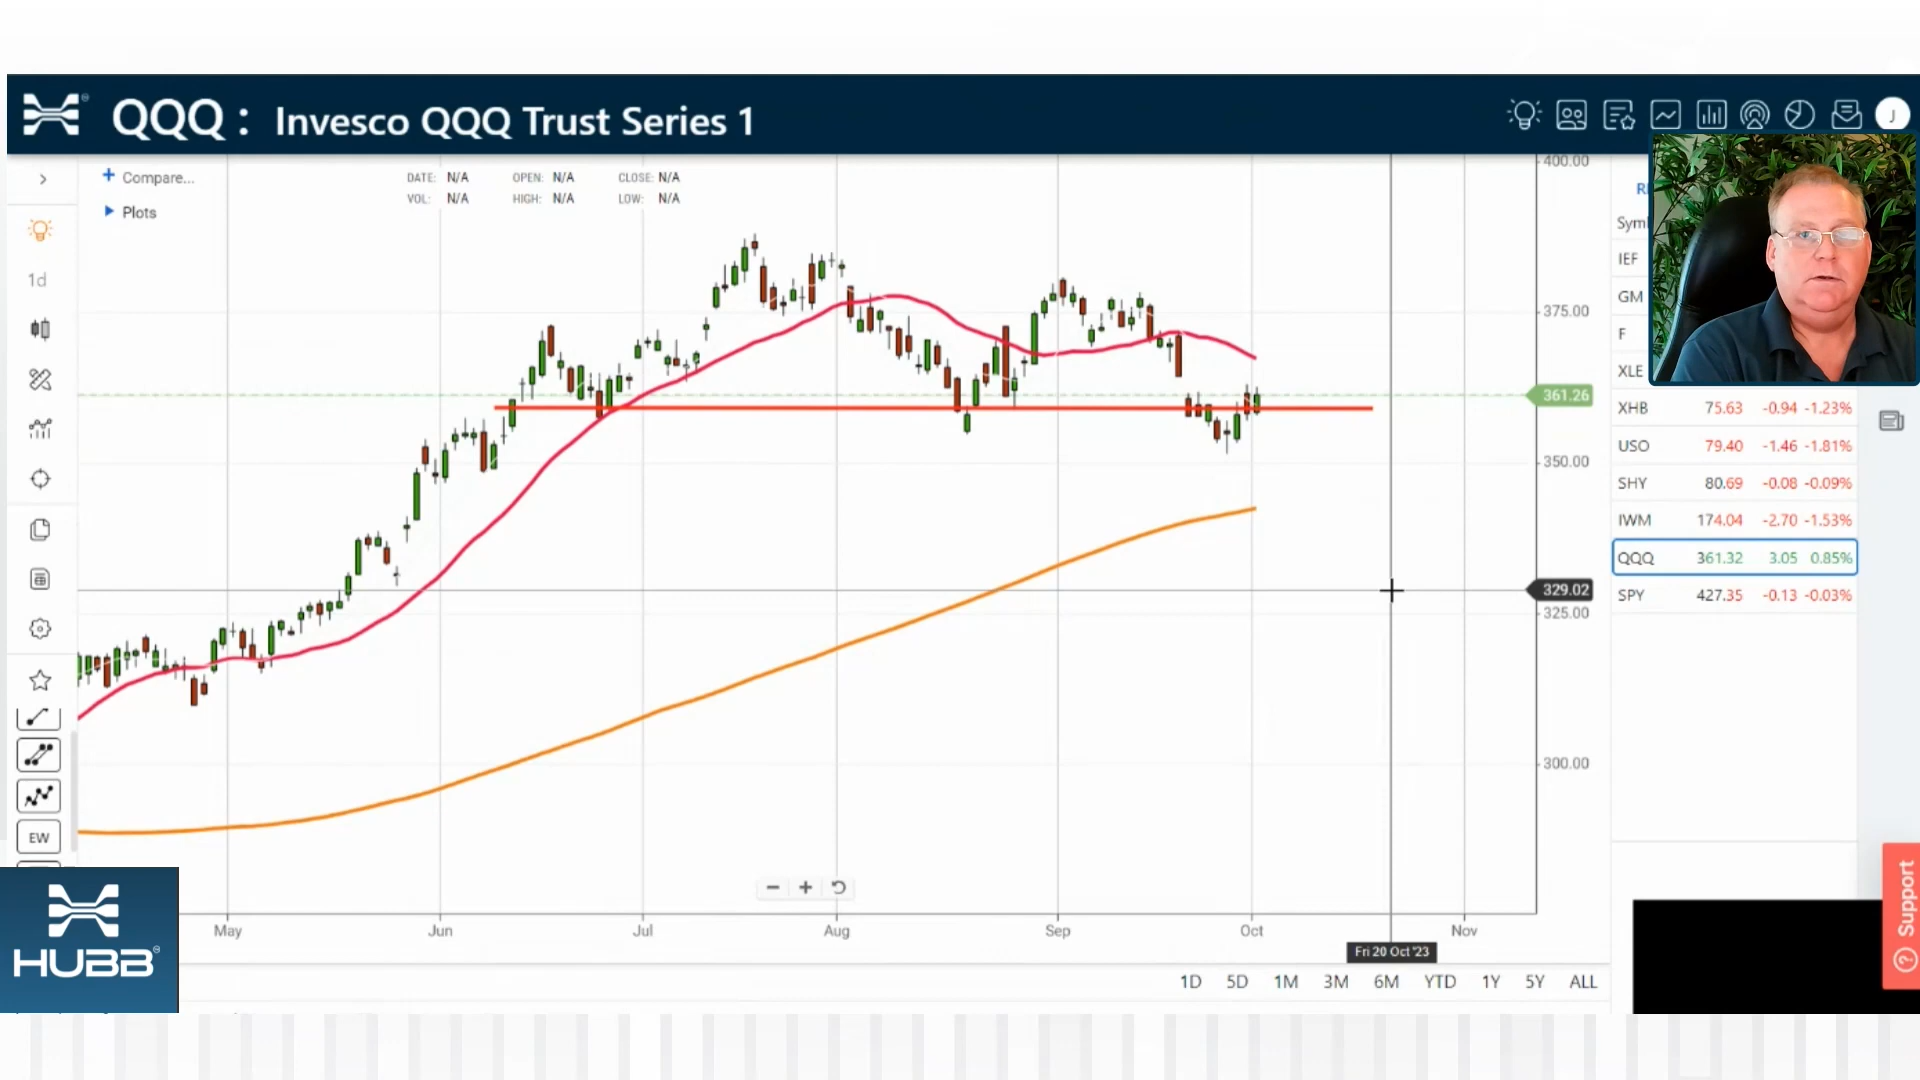 QQQ : Invesco QQQ Trust Series 1
J
Compare...
Plots
DATE: N/A OPEN: N/A CLOSE: N/A
VOL: N/A HIGH: N/A LOW: N/A
1d
EW
400.00
375.00
361.26
350.00
329.02
325.00
300.00
IEF
GM
F
XLE
XHB 75.63 -0.94 -1.23%
USO 79.40 -1.46 -1.81%
SHY 80.69 -0.08 -0.09%
IWM 174.04 -2.70 -1.53%
QQQ 361.32 3.05 0.85%
SPY 427.35 -0.13 -0.03%
May Jun Jul Aug Sep Oct Nov
Fri 20 Oct '23
1D 5D 1M 3M 6M YTD 1Y 5Y ALL
HUBB
Support